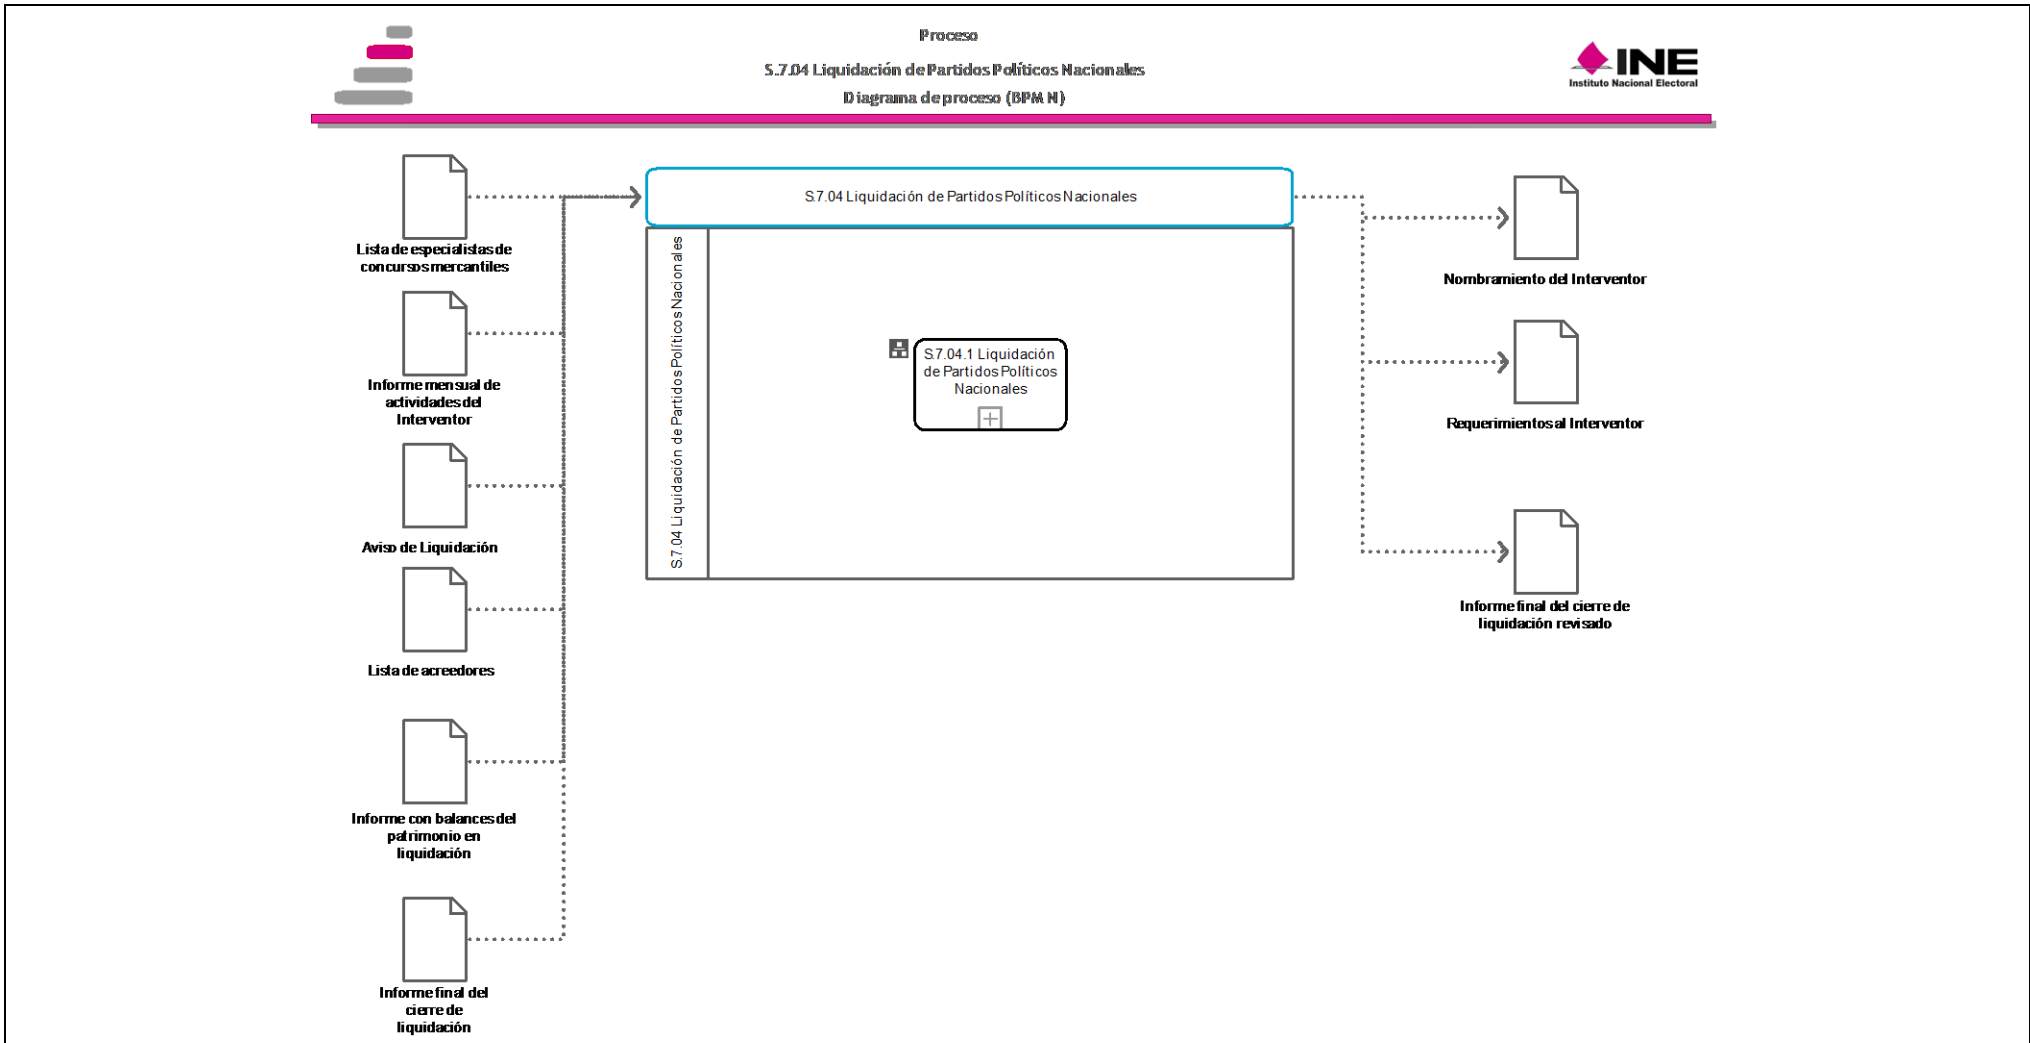 Proceso
S.7.04 Liquidación de Partidos Políticos Nacionales
Diagrama de proceso (BPMN)
INE
Instituto Nacional Electoral
Lista de especialistas de
concursos mercantiles
Informe mensual de
actividades del
Interventor
Aviso de Liquidación
Lista de acreedores
Informe con balances del
patrimonio en
liquidación
Informe final del
cierre de
liquidación
S.7.04 Liquidación de Partidos Políticos Nacionales
S.7.04 Liquidación de Partidos Políticos Nacionales
S.7.04.1 Liquidación
de Partidos Políticos
Nacionales
Nombramiento del Interventor
Requerimientos al Interventor
Informe final del cierre de
liquidación revisado